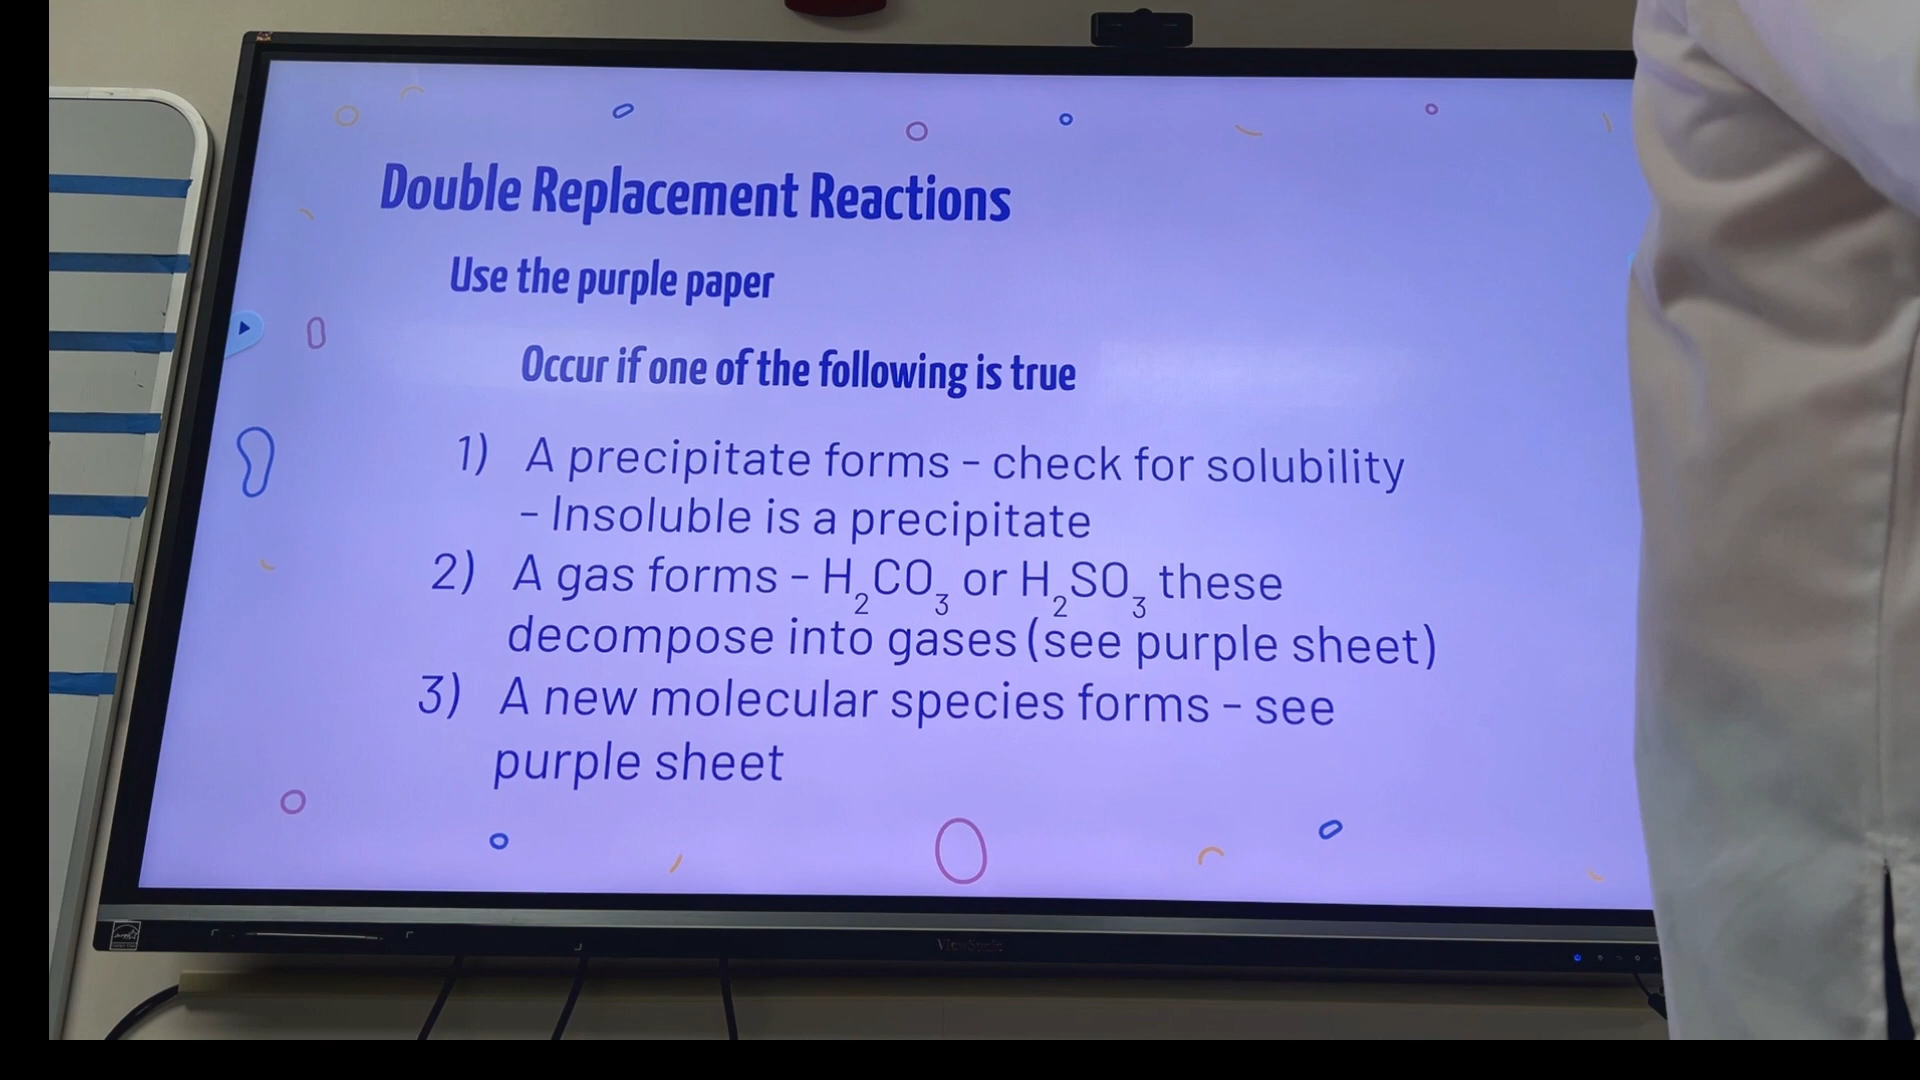 Double Replacement Reactions
Use the purple paper
Occur if one of the following is true
1) A precipitate forms - check for solubility
- Insoluble is a precipitate
2) A gas forms - H₂CO₃ or H₂SO₃ these
decompose into gases (see purple sheet)
3) A new molecular species forms - see
purple sheet
ViewSonic